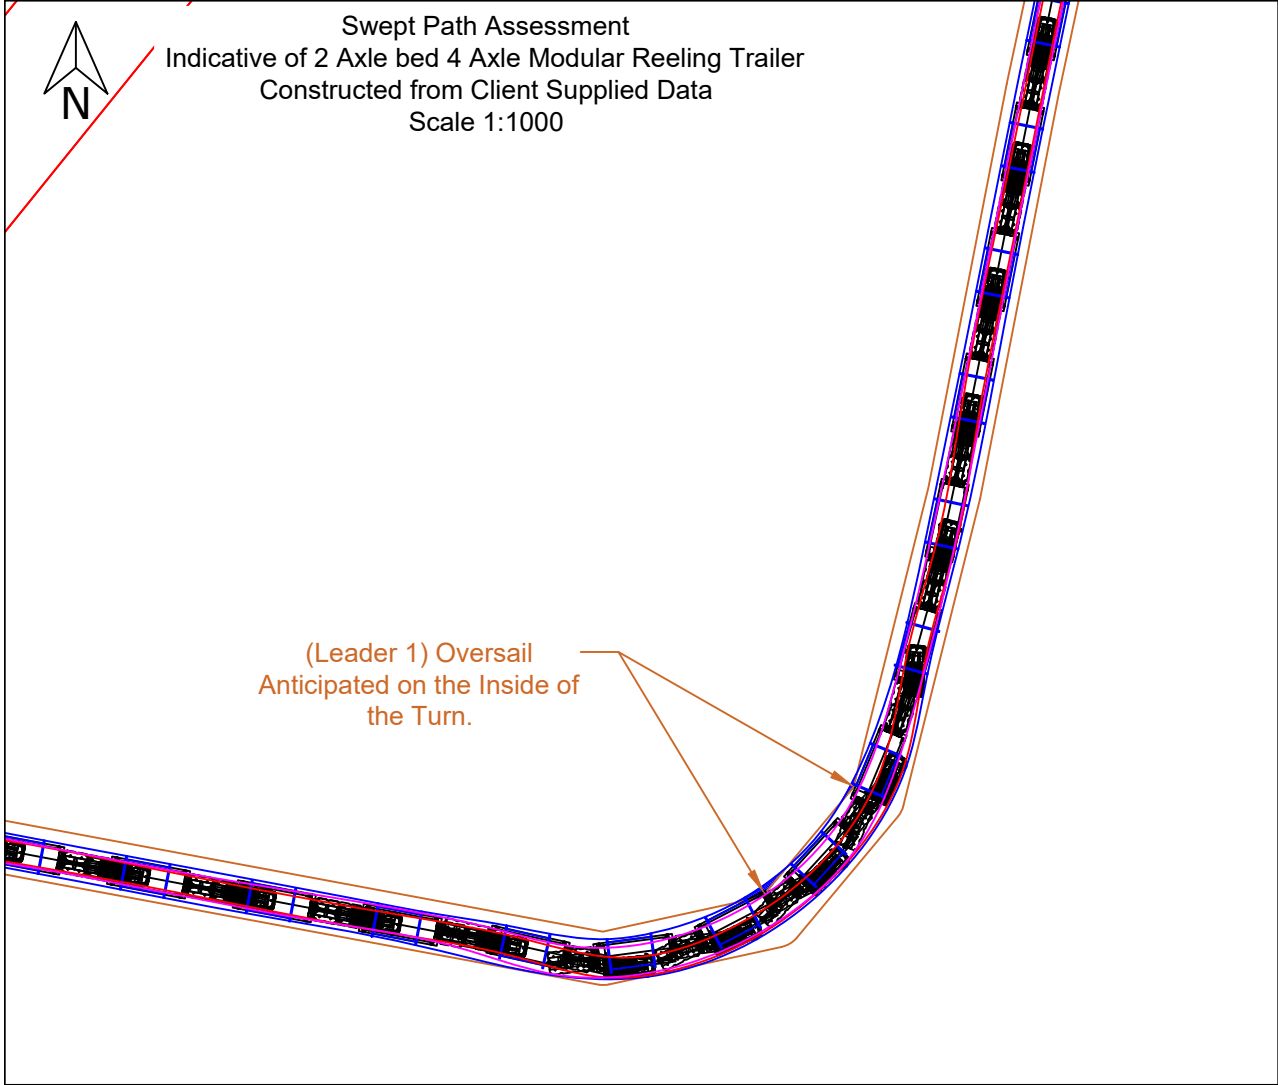 Swept Path Assessment
Indicative of 2 Axle bed 4 Axle Modular Reeling Trailer
Constructed from Client Supplied Data
Scale 1:1000
N
(Leader 1) Oversail
Anticipated on the Inside of
the Turn.